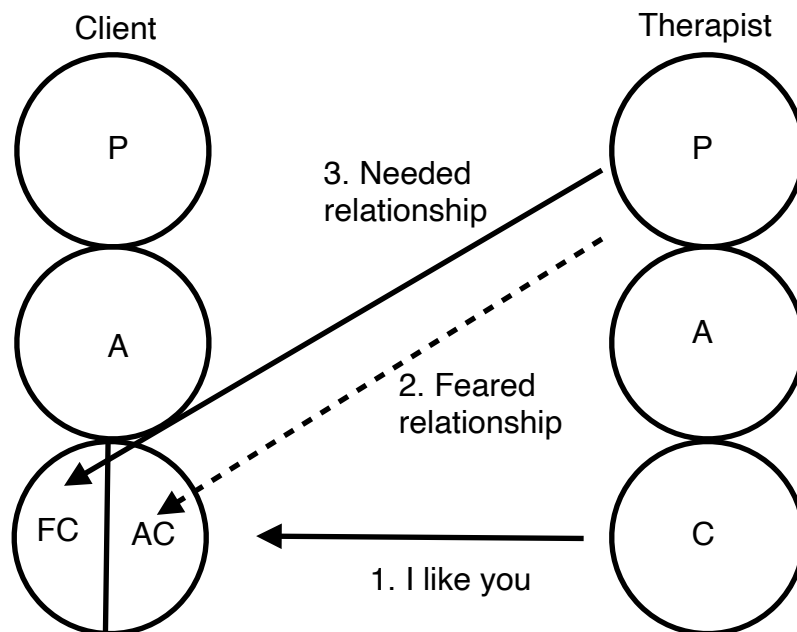 Client
Therapist
P
P
3. Needed
relationship
A
A
2. Feared
relationship
FC
AC
C
1. I like you